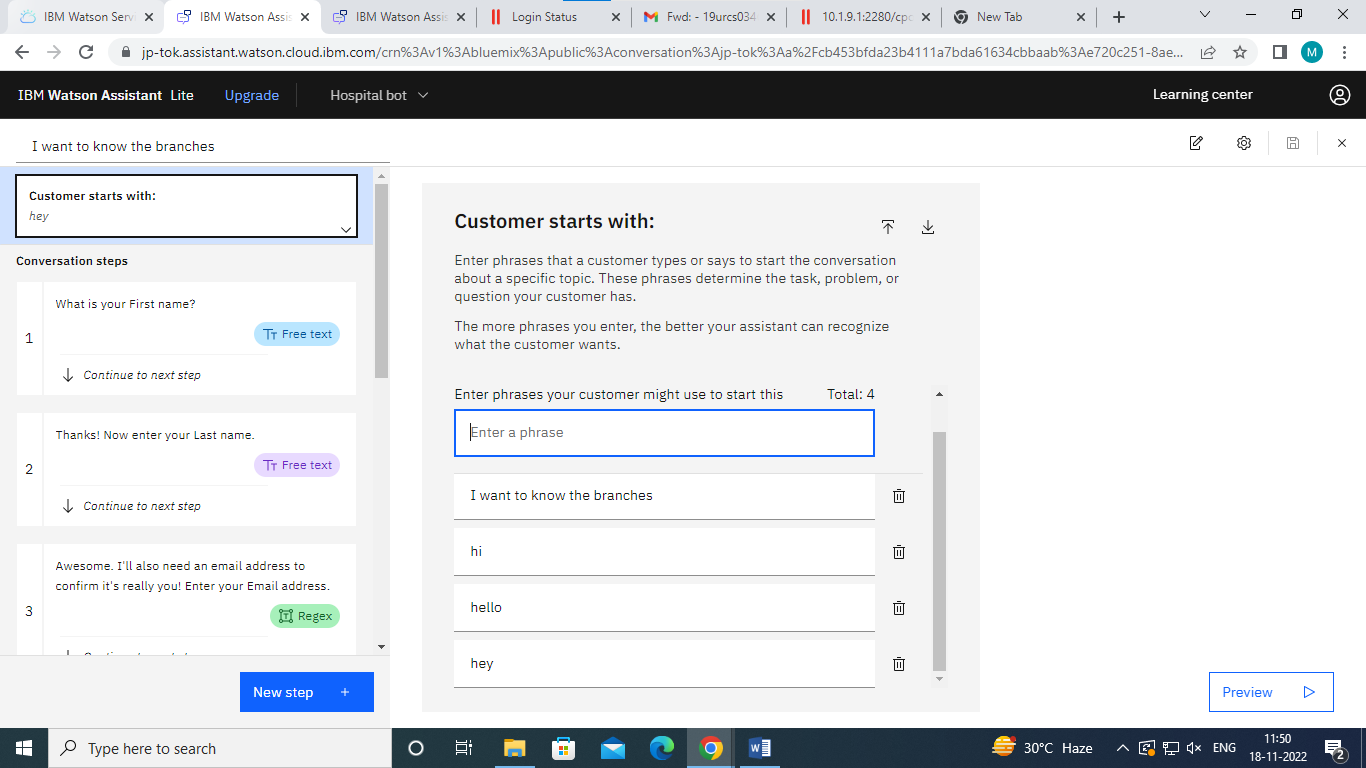 IBM Watson Serv
IBM Watson Assis
IBM Watson Assis
Login Status
Fwd: - 19urcs034
10.1.9.1:2280/cpc
New Tab
jp-tok.assistant.watson.cloud.ibm.com/crn%3Av1%3Abluemix%3Apublic%3Aconversation%3Ajp-tok%3Aa%2Fcb453bfda23b4111a7bda61634cbbaab%3Ae720c251-8ae...
M
IBM Watson Assistant Lite
Upgrade
Hospital bot
Learning center
I want to know the branches
Customer starts with:
hey
Conversation steps
1
What is your First name?
Free text
Continue to next step
2
Thanks! Now enter your Last name.
Free text
Continue to next step
3
Awesome. I'll also need an email address to
confirm it's really you! Enter your Email address.
Regex
New step +
Customer starts with:
Enter phrases that a customer types or says to start the conversation
about a specific topic. These phrases determine the task, problem, or
question your customer has.
The more phrases you enter, the better your assistant can recognize
what the customer wants.
Enter phrases your customer might use to start this
Total: 4
Enter a phrase
I want to know the branches
hi
hello
hey
Preview
Type here to search
30°C Haze
ENG
11:50
18-11-2022
2